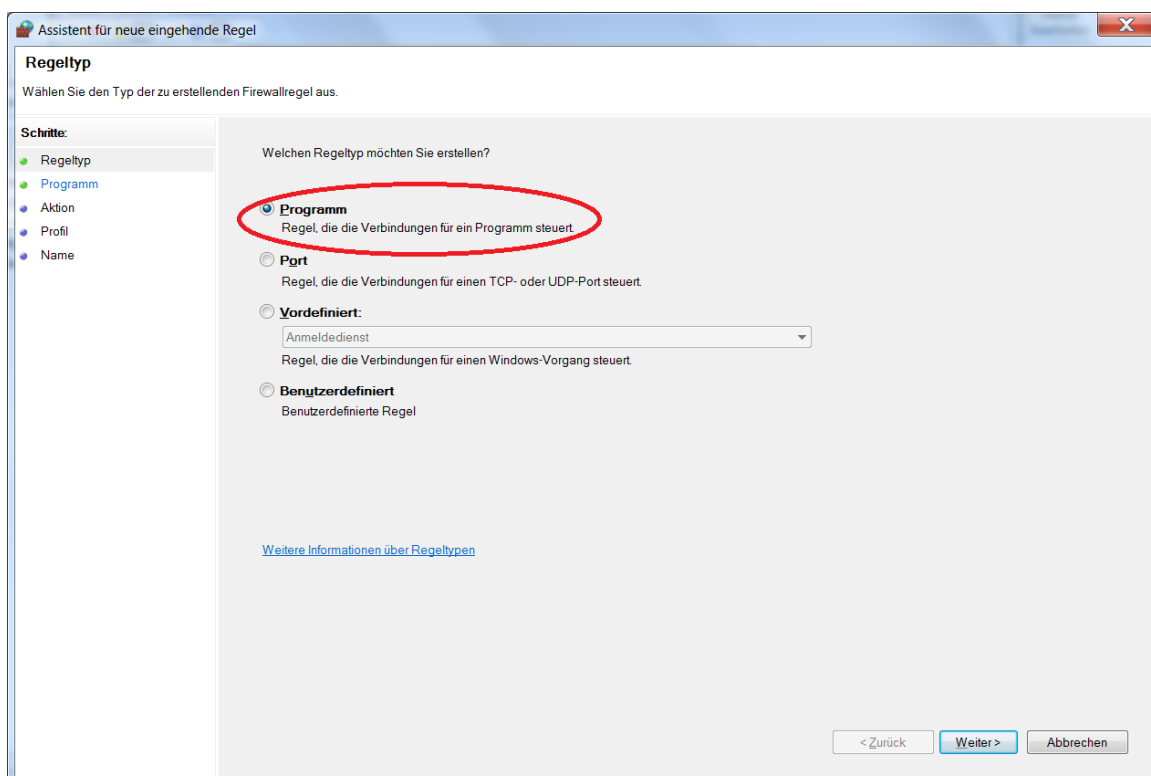 Assistent für neue eingehende Regel
Regeltyp
Wählen Sie den Typ der zu erstellenden Firewallregel aus.
Schritte:
Regeltyp
Programm
Aktion
Profil
Name
Welchen Regeltyp möchten Sie erstellen?
Programm
Regel, die die Verbindungen für ein Programm steuert.
Port
Regel, die die Verbindungen für einen TCP- oder UDP-Port steuert.
Vordefiniert:
Anmeldedienst
Regel, die die Verbindungen für einen Windows-Vorgang steuert.
Benutzerdefiniert
Benutzerdefinierte Regel
Weitere Informationen über Regeltypen
< Zurück Weiter > Abbrechen